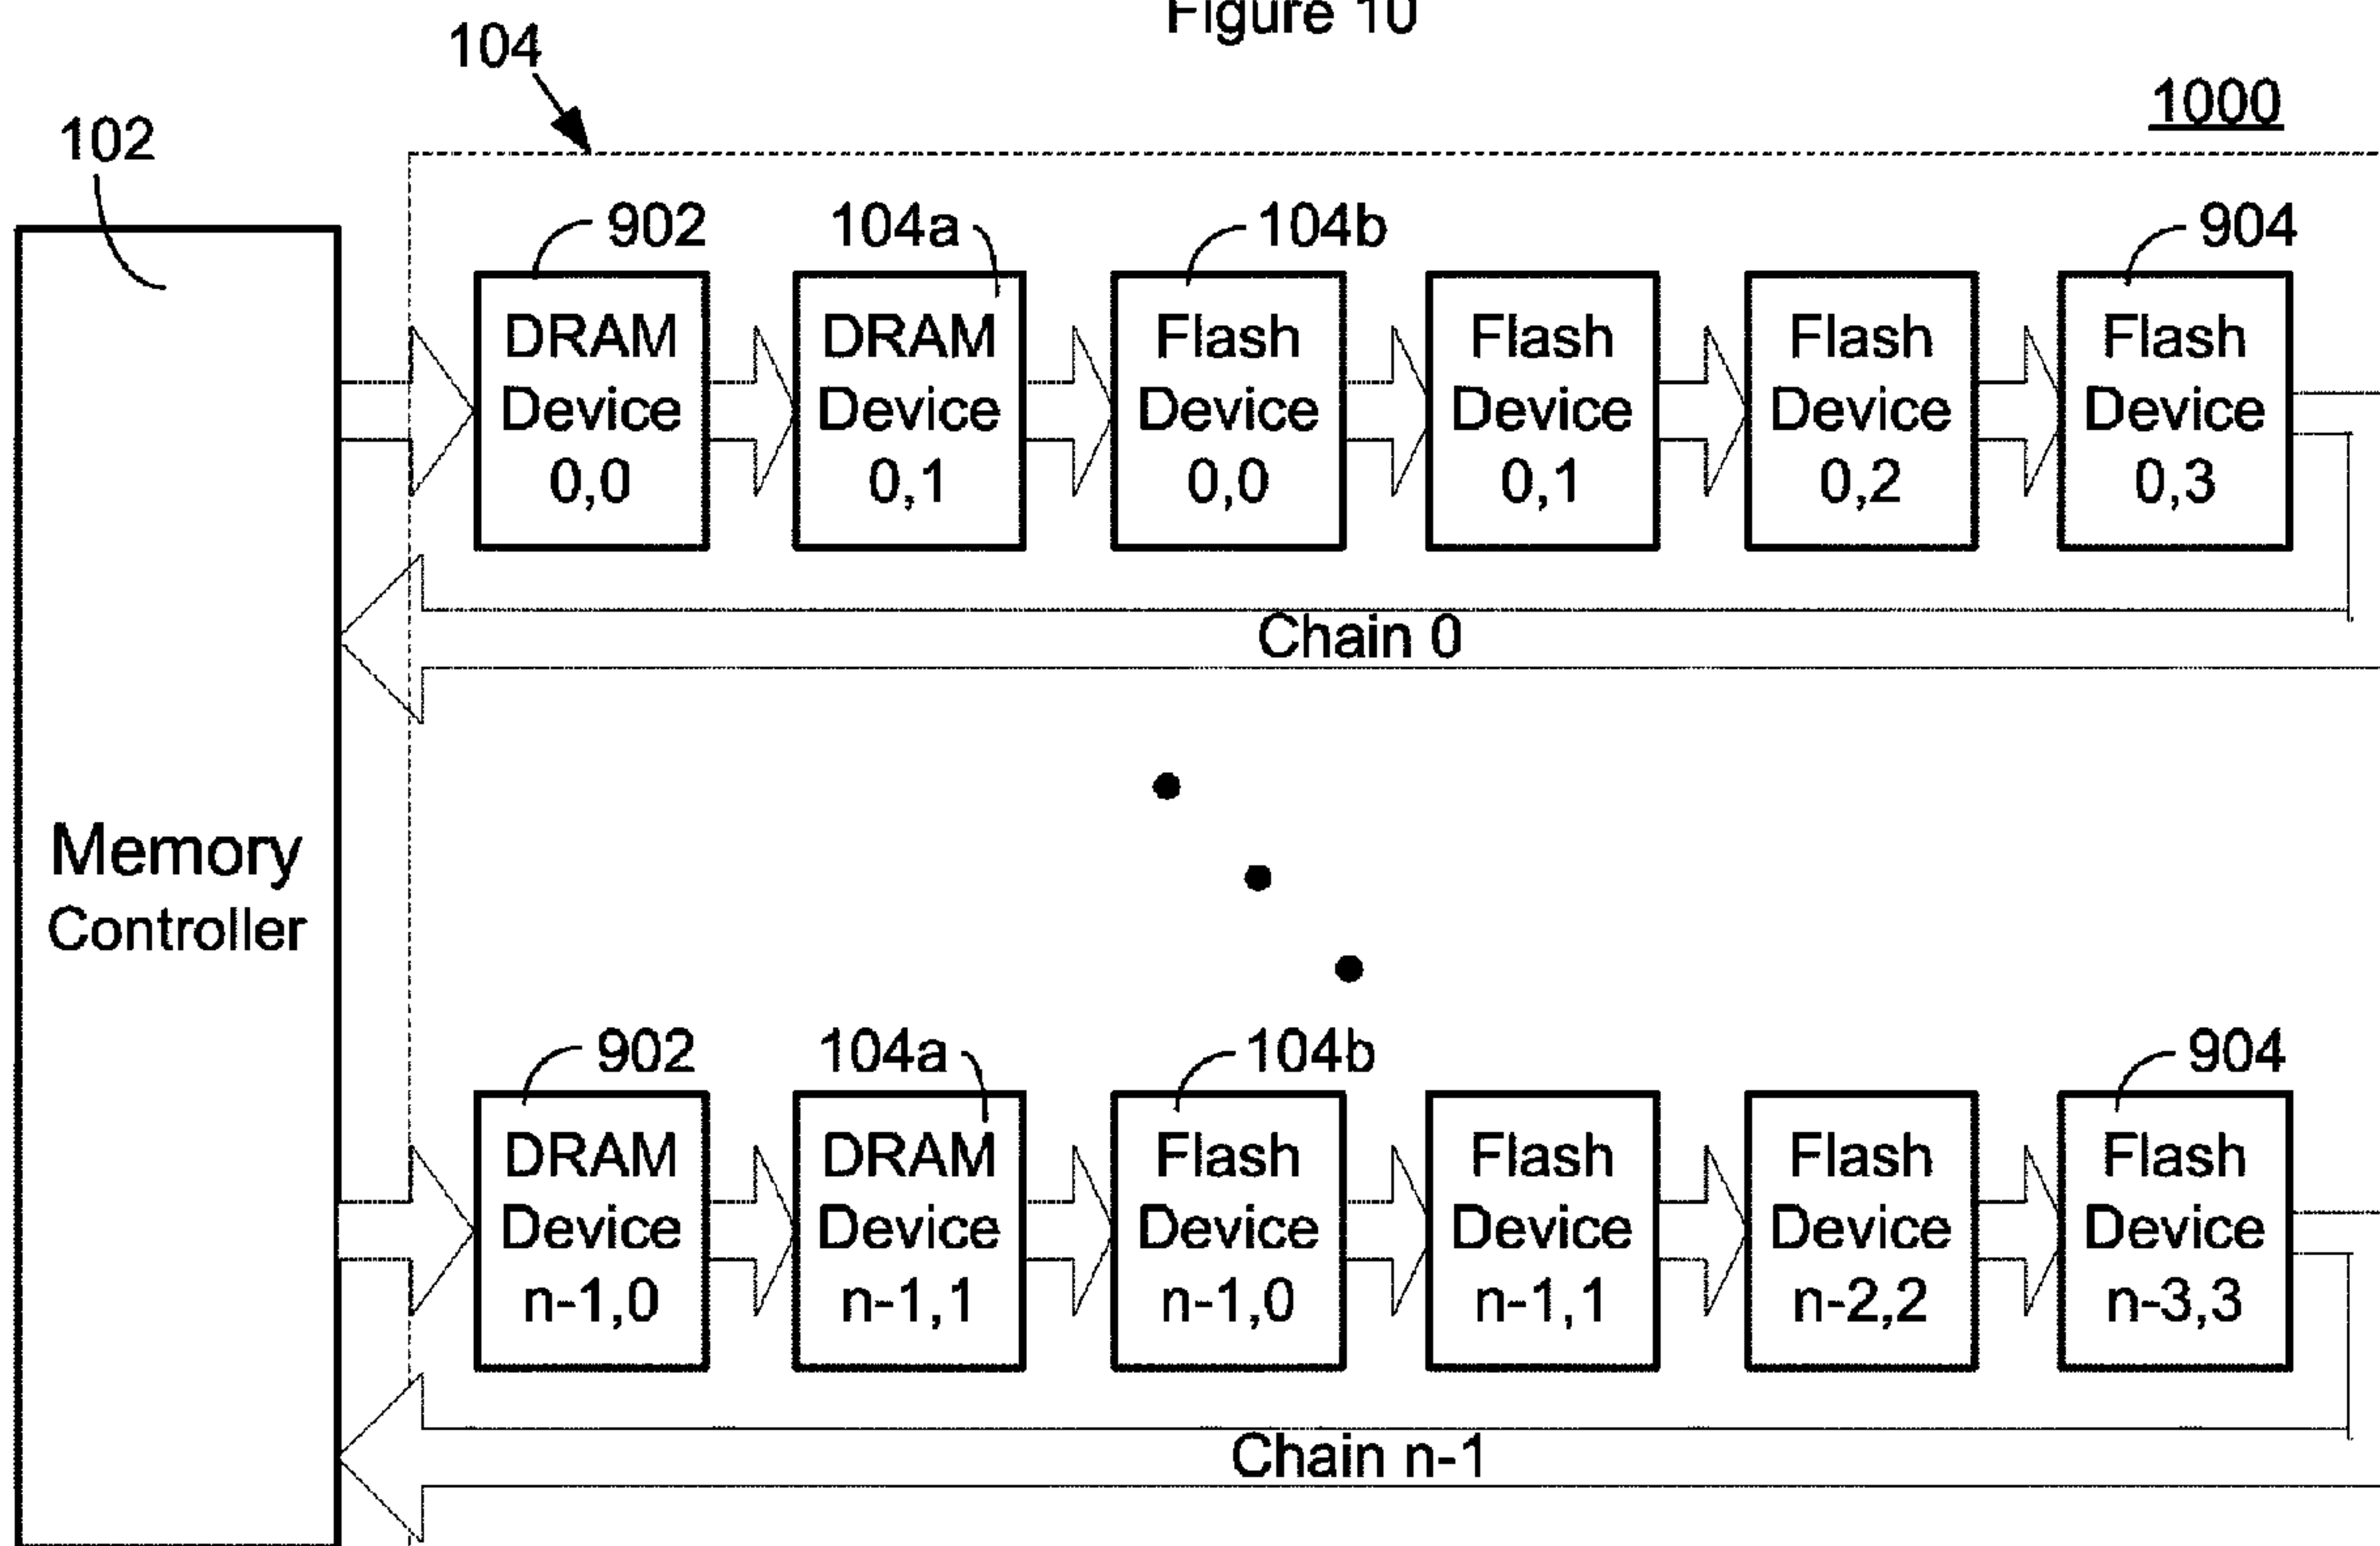 Figure 10
104
1000
102
902
104a
104b
904
DRAM
Device
0,0
DRAM
Device
0,1
Flash
Device
0,0
Flash
Device
0,1
Flash
Device
0,2
Flash
Device
0,3
Chain 0
Memory
Controller
902
104a
104b
904
DRAM
Device
n-1,0
DRAM
Device
n-1,1
Flash
Device
n-1,0
Flash
Device
n-1,1
Flash
Device
n-2,2
Flash
Device
n-3,3
Chain n-1